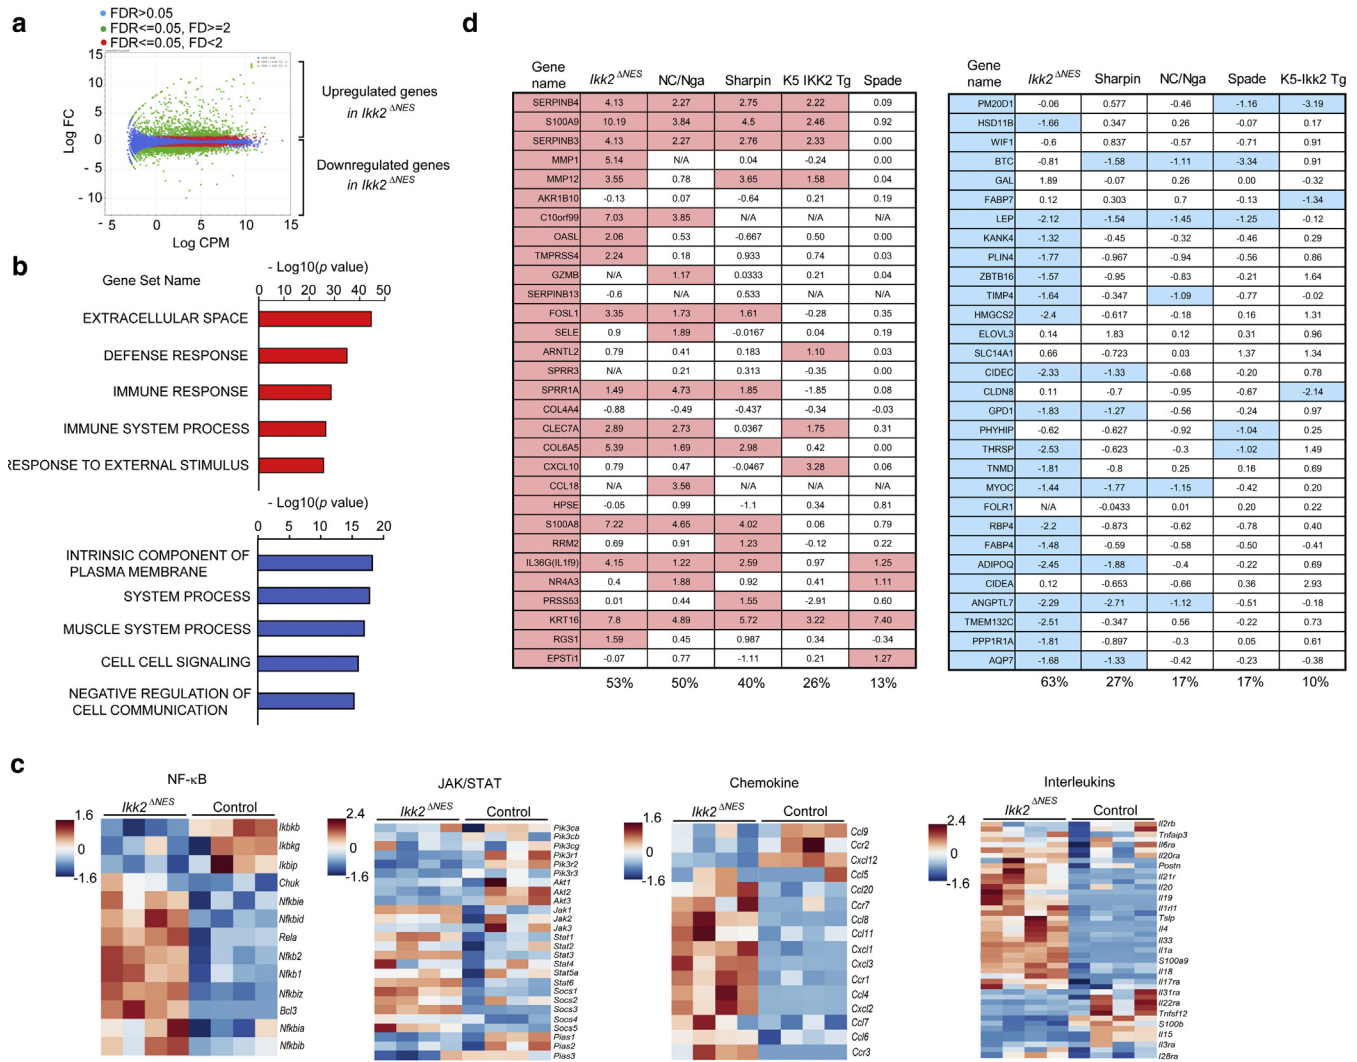 a
FDR>0.05
FDR<=0.05, FD>=2
FDR<=0.05, FD<2
15
10
5
0
- 5
- 10
Log FC
- 5 0 5 10 15
Log CPM
Upregulated genes
in Ikk2 ΔNES
Downregulated genes
in Ikk2 ΔNES
b
- Log10(p value)
Gene Set Name
0 10 20 30 40 50
EXTRACELLULAR SPACE
DEFENSE RESPONSE
IMMUNE RESPONSE
IMMUNE SYSTEM PROCESS
RESPONSE TO EXTERNAL STIMULUS
- Log10(p value)
0 5 10 15 20
INTRINSIC COMPONENT OF
PLASMA MEMBRANE
SYSTEM PROCESS
MUSCLE SYSTEM PROCESS
CELL CELL SIGNALING
NEGATIVE REGULATION OF
CELL COMMUNICATION
d
Gene name Ikk2 ΔNES NC/Nga Sharpin K5 IKK2 Tg Spade
SERPINB4 4.13 2.27 2.75 2.22 0.09
S100A9 10.19 3.84 4.5 2.46 0.92
SERPINB3 4.13 2.27 2.76 2.33 0.00
MMP1 5.14 N/A 0.04 -0.24 0.00
MMP12 3.55 0.78 3.65 1.58 0.04
AKR1B10 -0.13 0.07 -0.64 0.21 0.19
C10orf99 7.03 3.85 N/A N/A N/A
OASL 2.06 0.53 -0.667 0.50 0.00
TMPRSS4 2.24 0.18 0.933 0.74 0.03
GZMB N/A 1.17 0.0333 0.21 0.04
SERPINB13 -0.6 N/A 0.533 N/A N/A
FOSL1 3.35 1.73 1.61 -0.28 0.35
SELE 0.9 1.89 -0.0167 0.04 0.19
ARNTL2 0.79 0.41 0.183 1.10 0.03
SPRR3 N/A 0.21 0.313 -0.35 0.00
SPRR1A 1.49 4.73 1.85 -1.85 0.08
COL4A4 -0.88 -0.49 -0.437 -0.34 -0.03
CLEC7A 2.89 2.73 0.0367 1.75 0.31
COL6A5 5.39 1.69 2.98 0.42 0.00
CXCL10 0.79 0.47 -0.0467 3.28 0.06
CCL18 N/A 3.56 N/A N/A N/A
HPSE -0.05 0.99 -1.1 0.34 0.81
S100A8 7.22 4.65 4.02 0.06 0.79
RRM2 0.69 0.91 1.23 -0.12 0.22
IL36G(IL1f9) 4.15 1.22 2.59 0.97 1.25
NR4A3 0.4 1.88 0.92 0.41 1.11
PRSS53 0.01 0.44 1.55 -2.91 0.60
KRT16 7.8 4.89 5.72 3.22 7.40
RGS1 1.59 0.45 0.987 0.34 -0.34
EPSTi1 -0.07 0.77 -1.11 0.21 1.27
53% 50% 40% 26% 13%
Gene name Ikk2 ΔNES Sharpin NC/Nga Spade K5-Ikk2 Tg
PM20D1 -0.06 0.577 -0.46 -1.16 -3.19
HSD11B -1.66 0.347 0.26 -0.07 0.17
WIF1 -0.6 0.837 -0.57 -0.71 0.91
BTC -0.81 -1.58 -1.11 -3.34 0.91
GAL 1.89 -0.07 0.26 0.00 -0.32
FABP7 0.12 0.303 0.7 -0.13 -1.34
LEP -2.12 -1.54 -1.45 -1.25 -0.12
KANK4 -1.32 -0.45 -0.32 -0.46 0.29
PLIN4 -1.77 -0.967 -0.94 -0.56 0.86
ZBTB16 -1.57 -0.95 -0.83 -0.21 1.64
TIMP4 -1.64 -0.347 -1.09 -0.77 -0.02
HMGCS2 -2.4 -0.617 -0.18 0.16 1.31
ELOVL3 0.14 1.83 0.12 0.31 0.96
SLC14A1 0.66 -0.723 0.03 1.37 1.34
CIDEC -2.33 -1.33 -0.68 -0.20 0.78
CLDN8 0.11 -0.7 -0.95 -0.67 -2.14
GPD1 -1.83 -1.27 -0.56 -0.24 0.97
PHYHIP -0.62 -0.627 -0.92 -1.04 0.25
THRSP -2.53 -0.623 -0.3 -1.02 1.49
TNMD -1.81 -0.8 0.25 0.16 0.69
MYOC -1.44 -1.77 -1.15 -0.42 0.20
FOLR1 N/A -0.0433 0.01 0.20 0.22
RBP4 -2.2 -0.873 -0.62 -0.78 0.40
FABP4 -1.48 -0.59 -0.58 -0.50 -0.41
ADIPOQ -2.45 -1.88 -0.4 -0.22 0.69
CIDEA 0.12 -0.653 -0.66 0.36 2.93
ANGPTL7 -2.29 -2.71 -1.12 -0.51 -0.18
TMEM132C -2.51 -0.347 0.56 -0.22 0.73
PPP1R1A -1.81 -0.897 -0.3 0.05 0.61
AQP7 -1.68 -1.33 -0.42 -0.23 -0.38
63% 27% 17% 17% 10%
c
NF-κB
Ikk2 ΔNES Control
1.6
0
-1.6
Ikbkb
Ikbkg
Ikbip
Chuk
Nfkbie
Nfkbid
Rela
Nfkb2
Nfkb1
Nfkbiz
Bcl3
Nfkbia
Nfkbib
JAK/STAT
Ikk2 ΔNES Control
2.4
0
-1.6
Pik3ca
Pik3cb
Pik3cg
Pik3r1
Pik3r2
Pik3r3
Akt1
Akt2
Akt3
Jak1
Jak2
Jak3
Stat1
Stat2
Stat3
Stat4
Stat5a
Stat6
Socs1
Socs2
Socs3
Socs4
Socs5
Pias1
Pias2
Pias3
Chemokine
Ikk2 ΔNES Control
1.6
0
-1.6
Ccl9
Ccr2
Cxcl12
Ccl5
Ccl20
Ccr7
Ccl8
Ccl11
Cxcl1
Cxcl3
Ccr1
Ccl4
Cxcl2
Ccl7
Ccl6
Ccr3
Interleukins
Ikk2 ΔNES Control
2.4
0
-1.6
Il2rb
Tnfaip3
Il6ra
Il20ra
Postn
Il21r
Il20
Il19
Il1rl1
Tslp
Il4
Il33
Il1a
S100a9
Il18
Il17ra
Il31ra
Il22ra
Tnfsf12
S100b
Il15
Il3ra
Il28ra